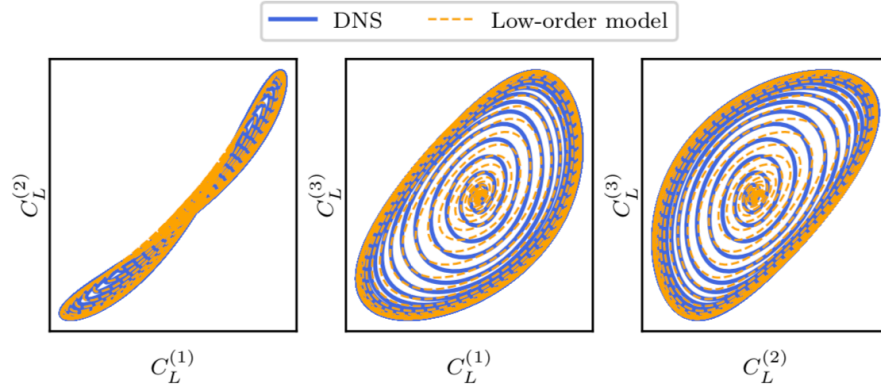 DNS
Low-order model
C_L^{(2)}
C_L^{(1)}
C_L^{(3)}
C_L^{(1)}
C_L^{(3)}
C_L^{(2)}